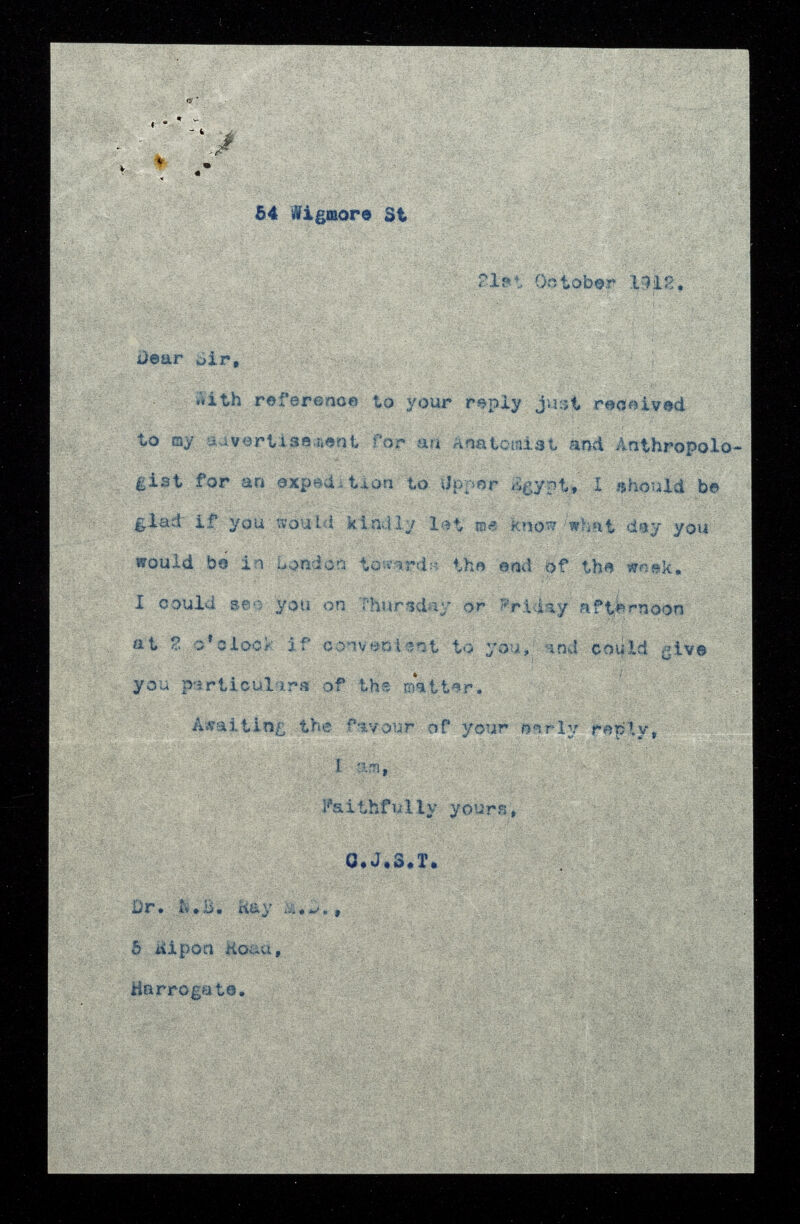 54 Wigmore St
21st October 1912.
Dear Sir,
With reference to your reply just received
to my advertisement for an Anatomist and Anthropolo-
gist for an expedition to Upper Egypt, I should be
glad if you would kindly let me know what day you
would be in London towards the end of the week.
I could see you on Thursday or Friday afternoon
at 2 o'clock if convenient to you, and could give
you particulars of the matter.
Awaiting the favour of your early reply,
I am,
Faithfully yours,
C.J.S.T.
Dr. M.B. Ray M.D.,
5 Ripon Road,
Harrogate.